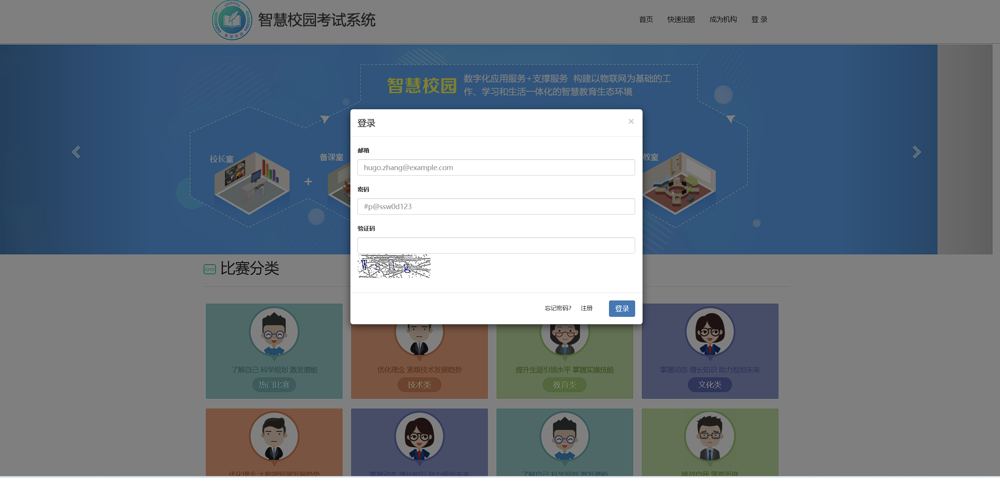 EDUQUIZEE
智慧校园
智慧校园考试系统
首页 快速出题 成为机构 登 录
智慧校园
数字化应用服务+支撑服务 构建以物联网为基础的工
作、学习和生活一体化的智慧教育生态环境
校长室
备课室
教室
登录
×
邮箱
hugo.zhang@example.com
密码
#p@ssw0d123
验证码
W s H g
忘记密码? 注册 登录
比赛分类
了解自己 科学规划 激发潜能
热门比赛
优化理念 紧跟技术发展趋势
技术类
提升生涯引领水平 掌握实操技能
教育类
掌握动态 增长知识 助力规划未来
文化类
优化理念 大数据预测发展趋势
掌握动态 增长知识 助力规划未来
了解自己 科学规划 激发潜能
挑战自我 落荒而逃